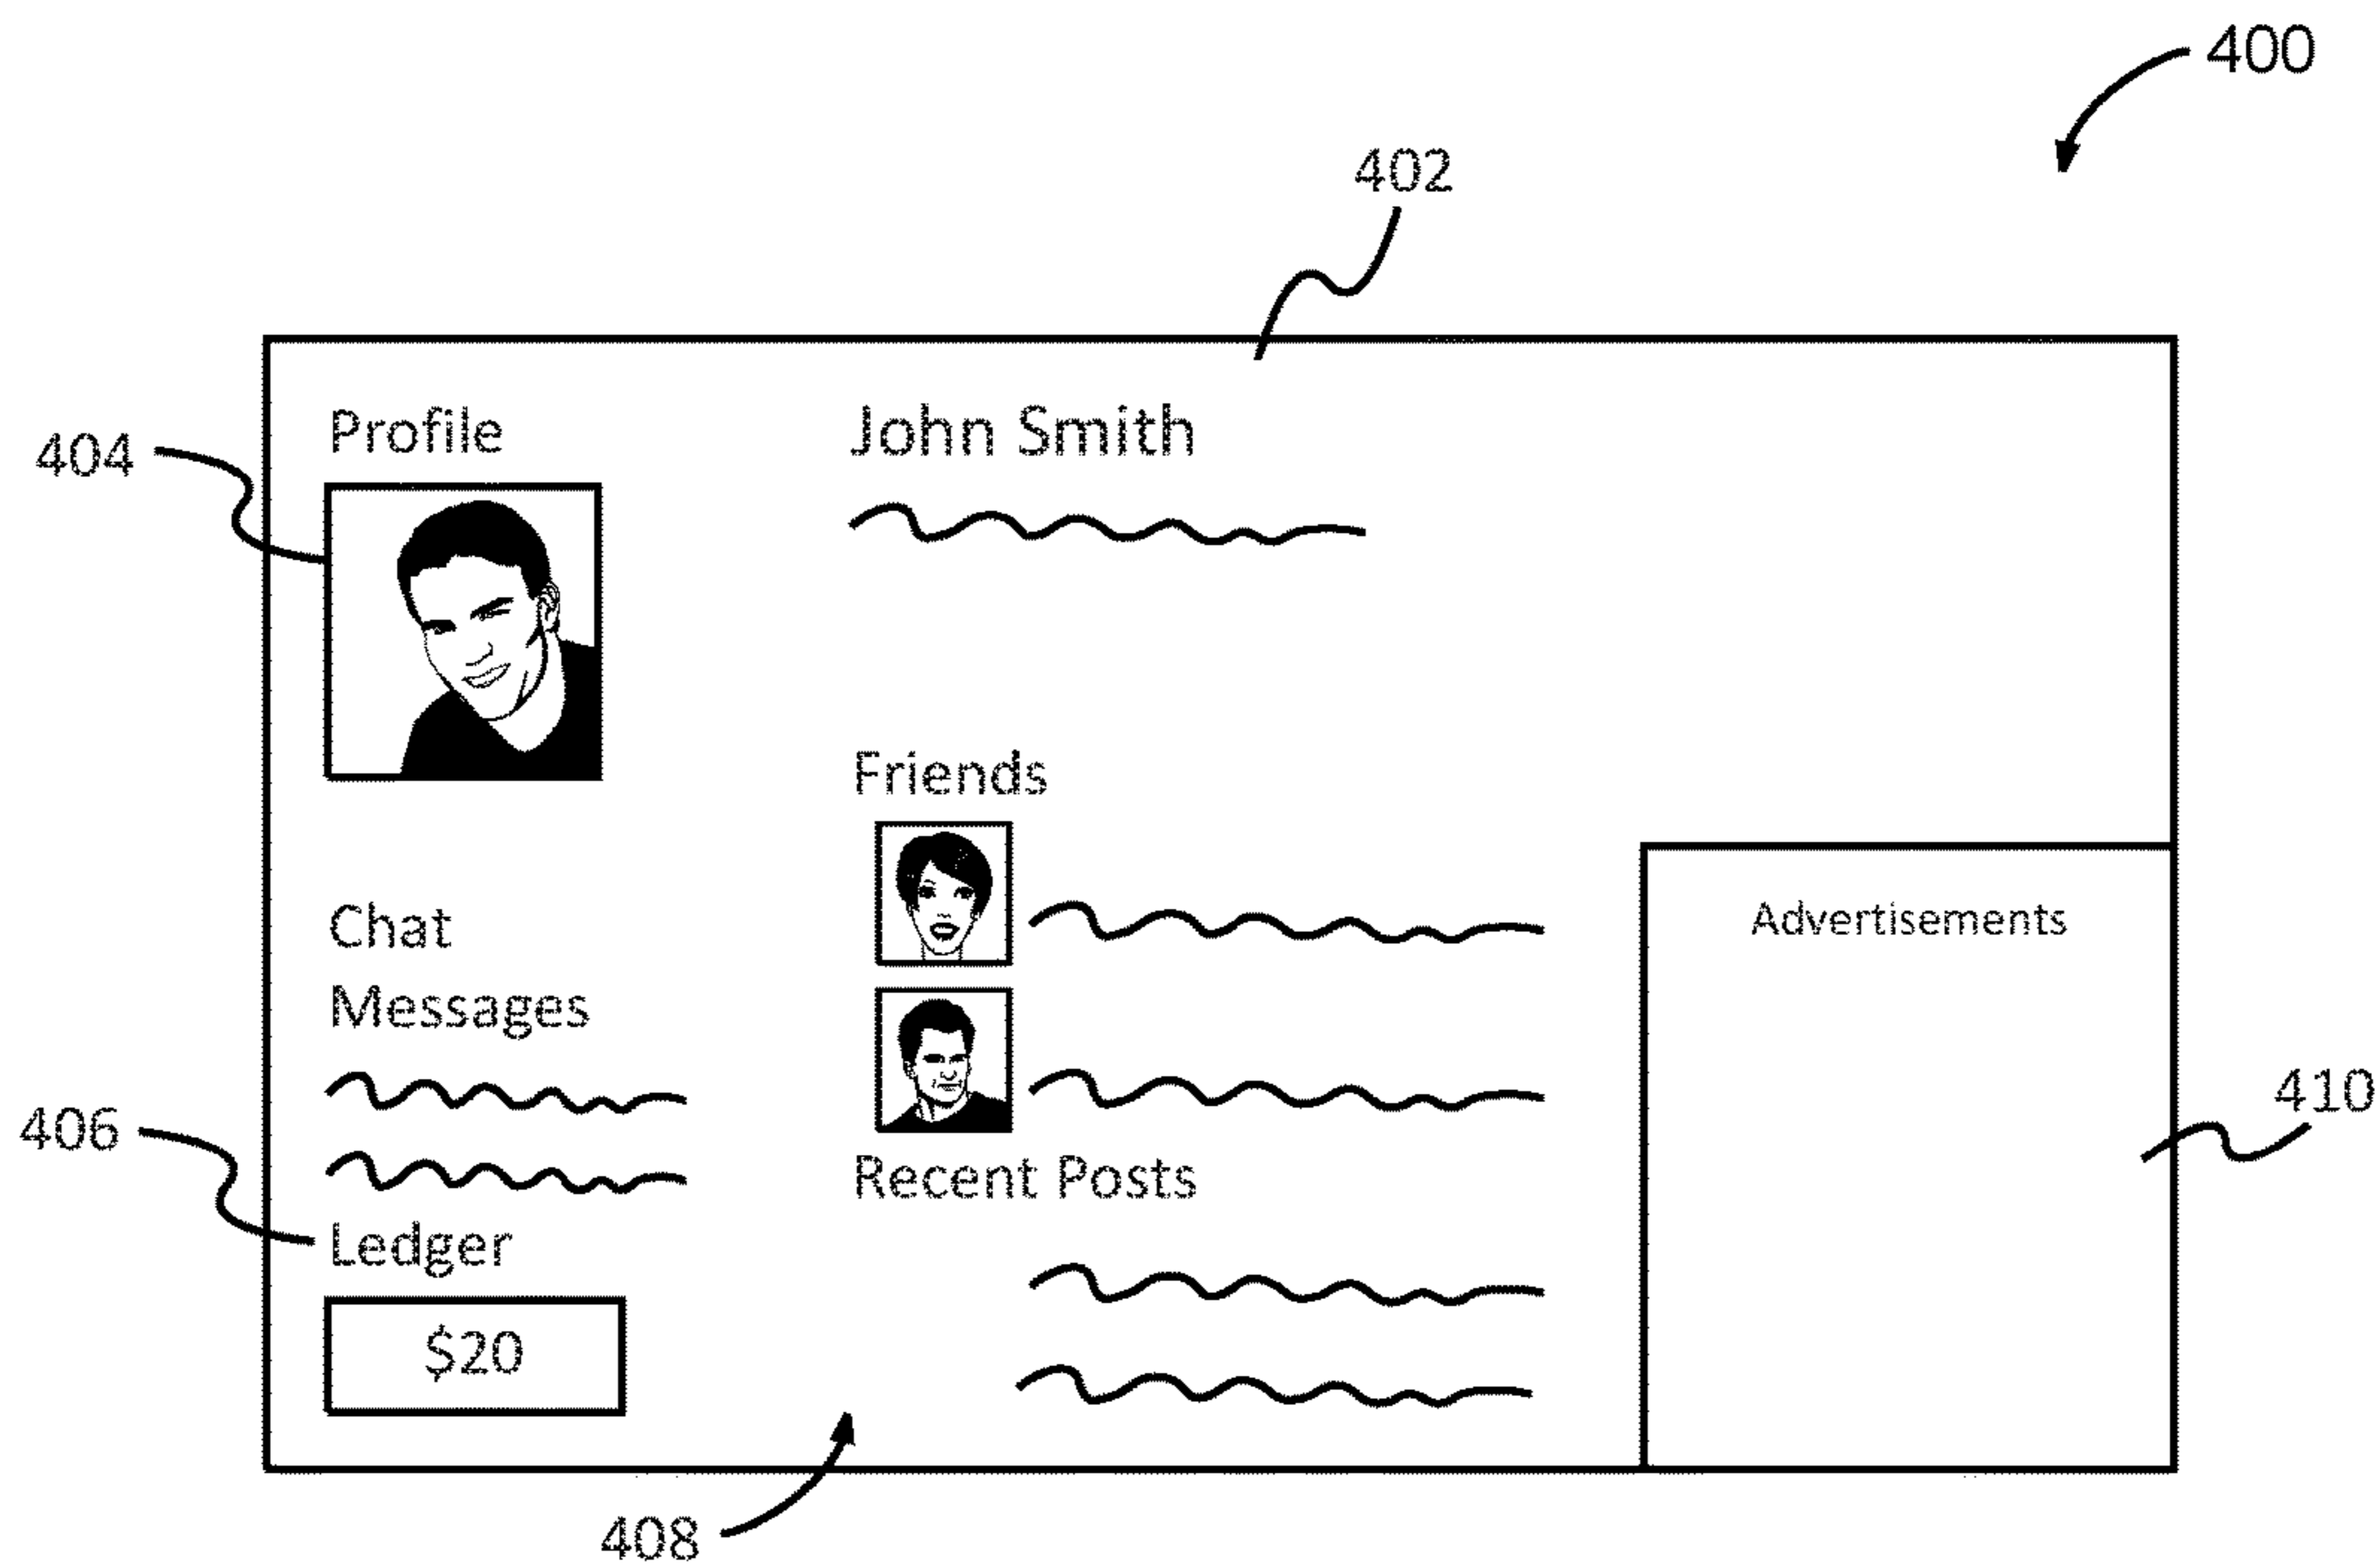 400
402
Profile
John Smith
404
Friends
Chat
Advertisements
Messages
410
406
Recent Posts
Ledger
$20
408